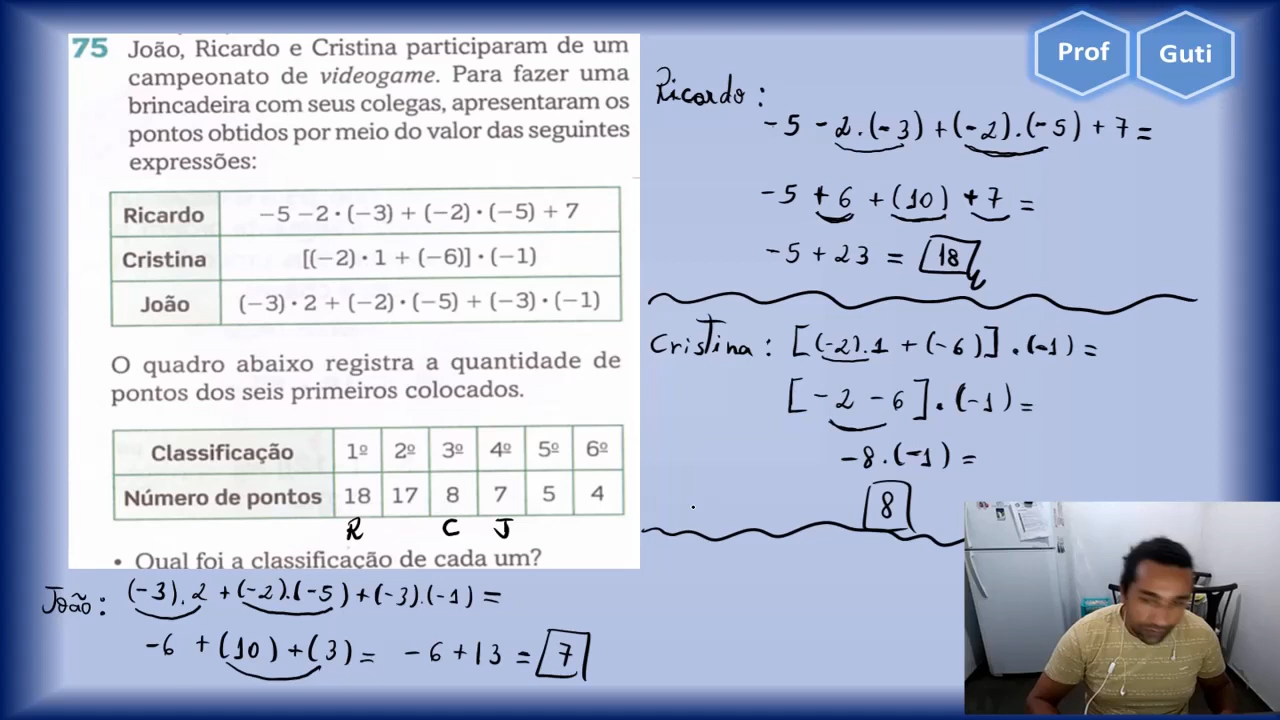 75 João, Ricardo e Cristina participaram de um
campeonato de videogame. Para fazer uma
brincadeira com seus colegas, apresentaram os
pontos obtidos por meio do valor das seguintes
expressões:
Ricardo −5 −2 · (−3) + (−2) · (−5) + 7
Cristina [(−2) · 1 + (−6)] · (−1)
João (−3) · 2 + (−2) · (−5) + (−3) · (−1)
O quadro abaixo registra a quantidade de
pontos dos seis primeiros colocados.
Classificação 1º 2º 3º 4º 5º 6º
Número de pontos 18 17 8 7 5 4
R C J
• Qual foi a classificação de cada um?
João: (-3).2 +(-2).(-5)+(-3).(-1) =
-6 +(10)+(3)= -6+13 = 7
Prof Guti
Ricardo:
-5 -2.(-3)+(-2).(-5)+7=
-5 +6 +(10) +7 =
-5+23 = 18
Cristina: [(-2).1 +(-6)].(-1)=
[-2 -6].(-1)=
-8.(-1)=
8